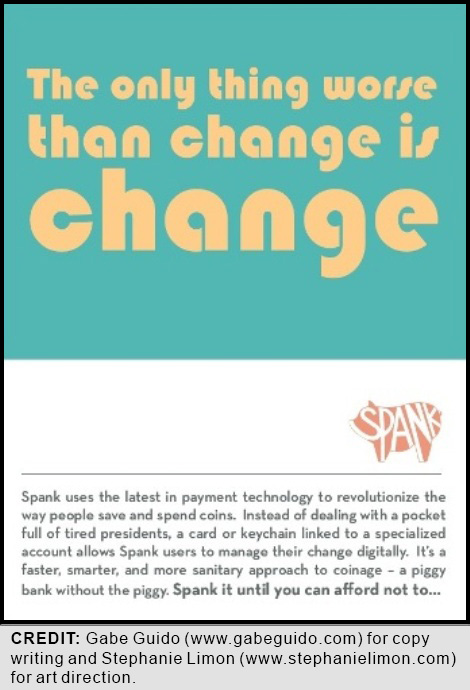 The only thing worse
than change is
change
SPANK
Spank uses the latest in payment technology to revolutionize the
way people save and spend coins. Instead of dealing with a pocket
full of tired presidents, a card or keychain linked to a specialized
account allows Spank users to manage their change digitally. It's a
faster, smarter, and more sanitary approach to coinage – a piggy
bank without the piggy. Spank it until you can afford not to...
CREDIT: Gabe Guido (www.gabeguido.com) for copy
writing and Stephanie Limon (www.stephanielimon.com)
for art direction.